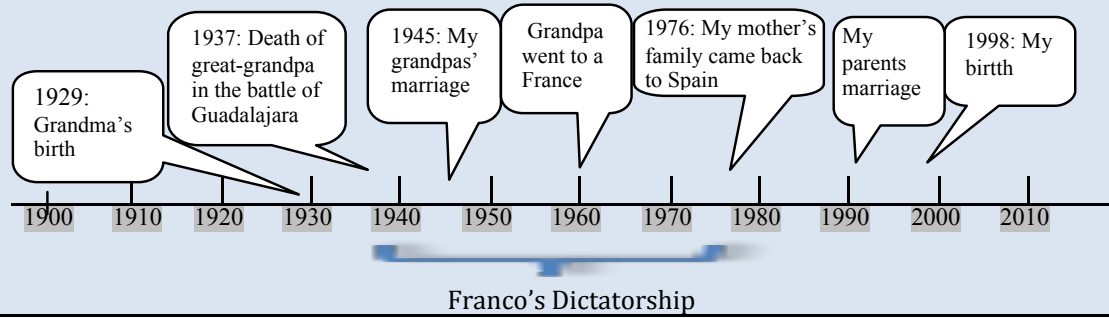 1929:
Grandma's
birth
1937: Death of
great-grandpa
in the battle of
Guadalajara
1945: My
grandpas'
marriage
Grandpa
went to a
France
1976: My mother's
family came back
to Spain
My
parents
marriage
1998: My
birtth
1900 1910 1920 1930 1940 1950 1960 1970 1980 1990 2000 2010
Franco's Dictatorship